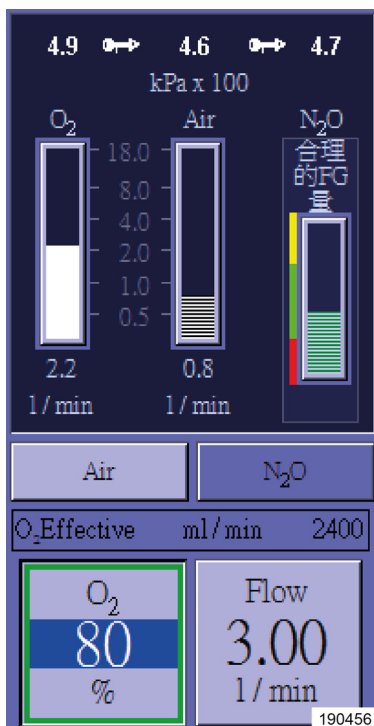 4.9 4.6 4.7
kPa x 100
O₂ Air N₂O
合理
的FG
量
18.0
8.0
4.0
2.0
1.0
0.5
2.2 0.8
1/min 1/min
Air N₂O
O₂Effective ml/min 2400
O₂ Flow
80 3.00
% 1/min
190456